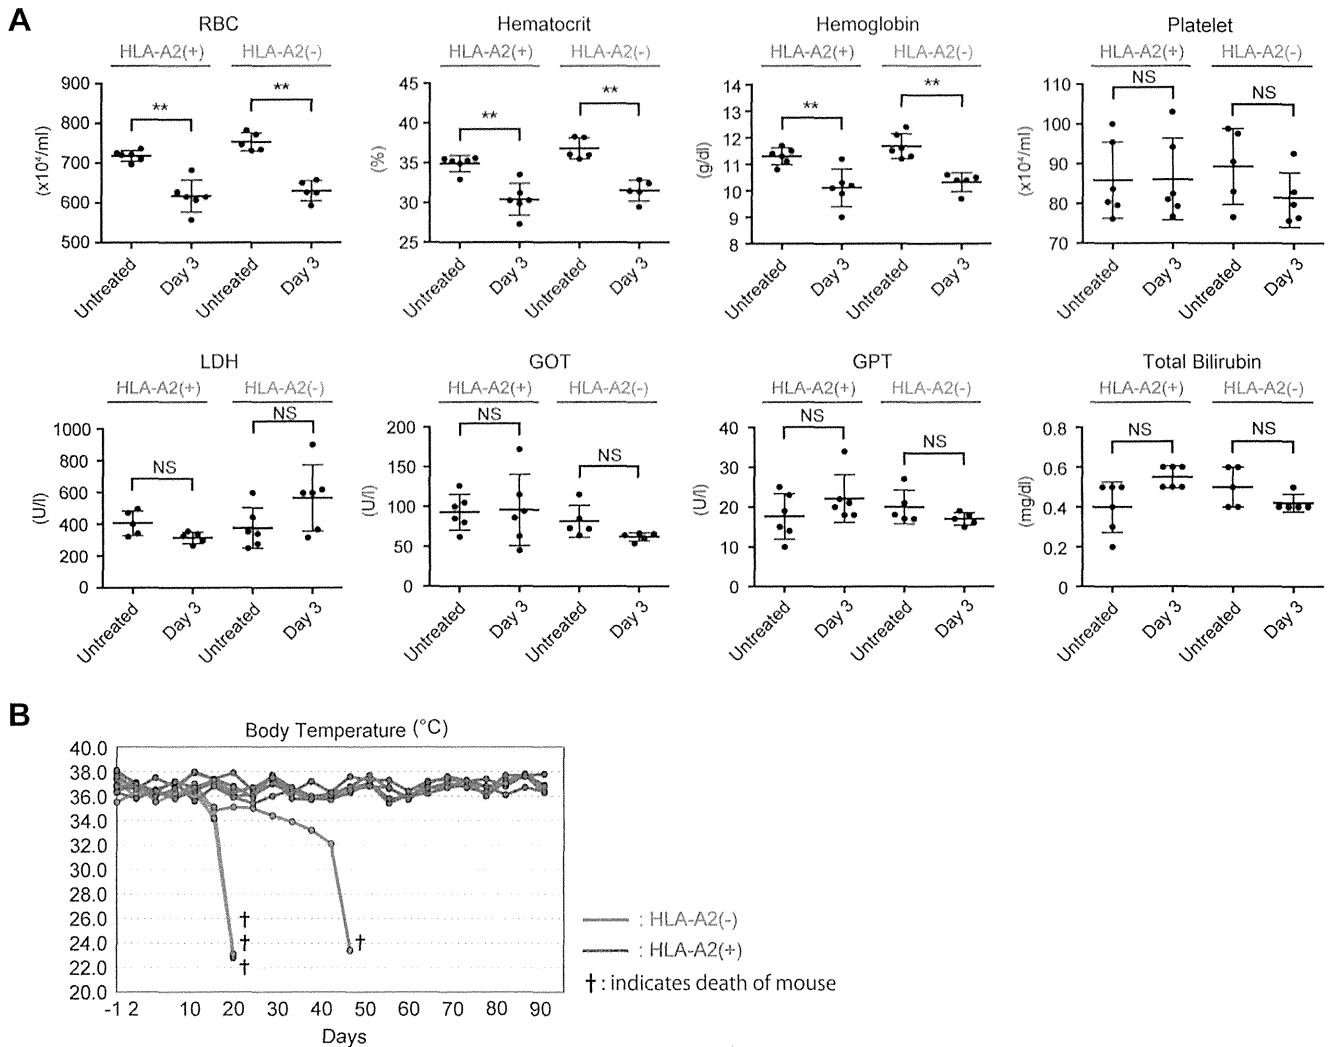 A
RBC
HLA-A2(+) HLA-A2(-)
(x10⁴/ml)
900
800
700
600
500
**
**
Untreated
Day 3
Untreated
Day 3
Hematocrit
HLA-A2(+) HLA-A2(-)
(%)
45
40
35
30
25
**
**
Untreated
Day 3
Untreated
Day 3
Hemoglobin
HLA-A2(+) HLA-A2(-)
(g/dl)
14
13
12
11
10
9
8
**
**
Untreated
Day 3
Untreated
Day 3
Platelet
HLA-A2(+) HLA-A2(-)
(x10⁴/ml)
110
100
90
80
70
NS
NS
Untreated
Day 3
Untreated
Day 3
LDH
HLA-A2(+) HLA-A2(-)
(U/l)
1000
800
600
400
200
0
NS
NS
Untreated
Day 3
Untreated
Day 3
GOT
HLA-A2(+) HLA-A2(-)
(U/l)
200
150
100
50
0
NS
NS
Untreated
Day 3
Untreated
Day 3
GPT
HLA-A2(+) HLA-A2(-)
(U/l)
40
30
20
10
0
NS
NS
Untreated
Day 3
Untreated
Day 3
Total Bilirubin
HLA-A2(+) HLA-A2(-)
(mg/dl)
0.8
0.6
0.4
0.2
0
NS
NS
Untreated
Day 3
Untreated
Day 3
B
Body Temperature (°C)
40.0
38.0
36.0
34.0
32.0
30.0
28.0
26.0
24.0
22.0
20.0
†
†
†
†
-1 2 10 20 30 40 50 60 70 80 90
Days
: HLA-A2(-)
: HLA-A2(+)
† : indicates death of mouse